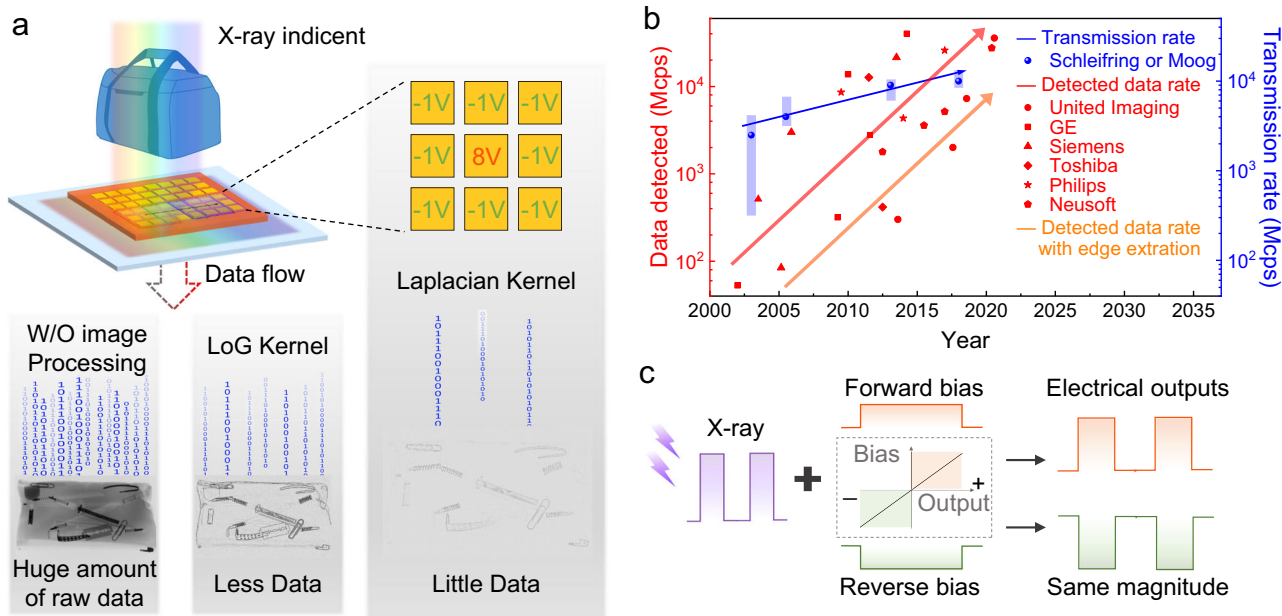 a
X-ray indicent
-1V -1V -1V
-1V 8V -1V
-1V -1V -1V
Data flow
Laplacian Kernel
W/O image
Processing
LoG Kernel
Huge amount
of raw data
Less Data
Little Data
b
Data detected (Mcps)
10⁴
10³
10²
2000 2005 2010 2015 2020 2025 2030 2035
Year
Transmission rate (Mcps)
10⁴
10³
10²
Transmission rate
Schleifring or Moog
Detected data rate
United Imaging
GE
Siemens
Toshiba
Philips
Neusoft
Detected data rate
with edge extration
c
X-ray
Forward bias
Bias
+
−
Output
Reverse bias
Electrical outputs
Same magnitude